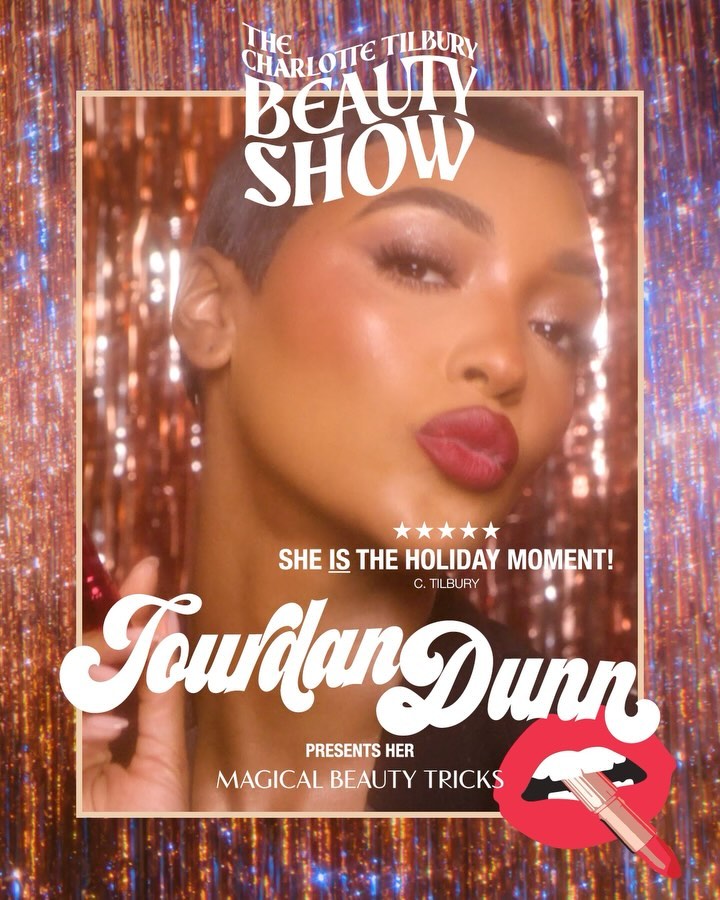 THE
CHARLOTTE TILBURY
BEAUTY
SHOW
★★★★★
SHE IS THE HOLIDAY MOMENT!
C. TILBURY
Jourdan Dunn
PRESENTS HER
MAGICAL BEAUTY TRICKS